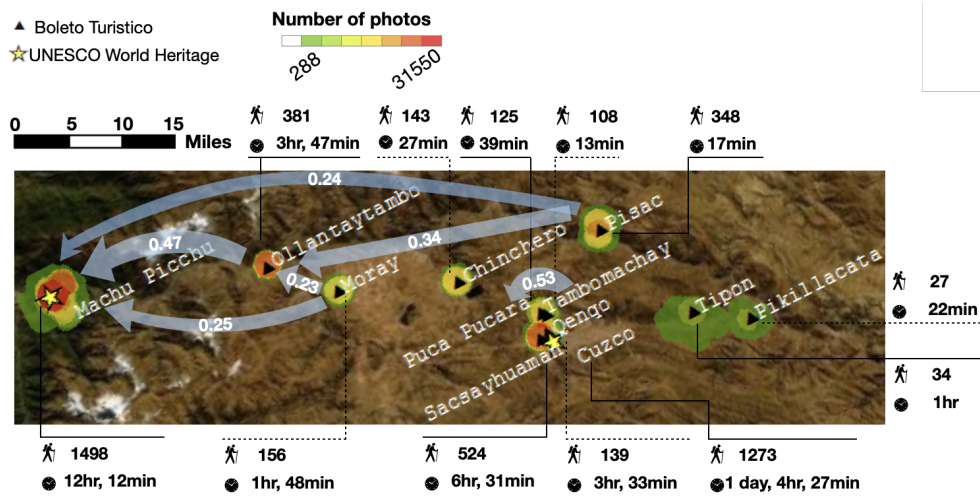 Number of photos
Boleto Turistico
UNESCO World Heritage
288
31550
0 5 10 15
Miles
381
3hr, 47min
143
27min
125
39min
108
13min
348
17min
0.24
0.47
0.34
0.23
0.25
0.53
Machu Picchu
Ollantaytambo
Moray
Chinchero
Pisac
Puca Pucara
Tambomachay
Qenqo
Sacsayhuaman
Cuzco
Tipon
Pikillacata
27
22min
34
1hr
1498
12hr, 12min
156
1hr, 48min
524
6hr, 31min
139
3hr, 33min
1273
1 day, 4hr, 27min